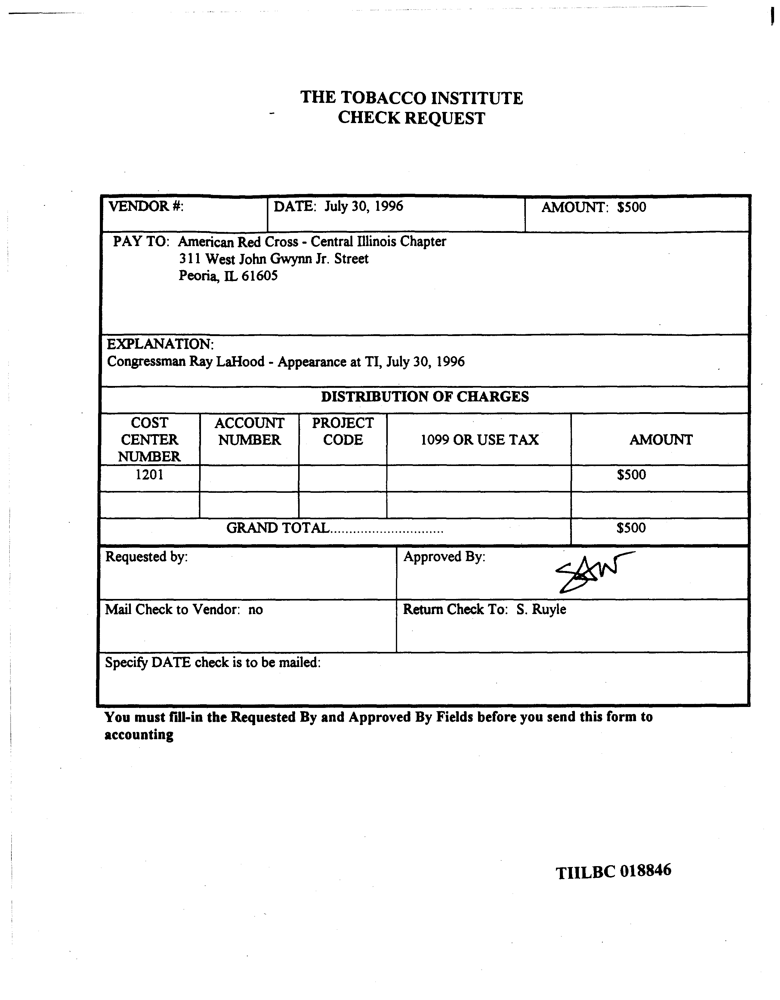 THE TOBACCO INSTITUTE
CHECK REQUEST
VENDOR #: DATE: July 30, 1996 AMOUNT: $500
PAY TO: American Red Cross - Central Illinois Chapter
311 West John Gwynn Jr. Street
Peoria, IL 61605
EXPLANATION:
Congressman Ray LaHood - Appearance at TI, July 30, 1996
DISTRIBUTION OF CHARGES
COST ACCOUNT PROJECT
CENTER NUMBER CODE 1099 OR USE TAX AMOUNT
NUMBER
1201 $500
GRAND TOTAL.............................. $500
Requested by: Approved By: SAW
Mail Check to Vendor: no Return Check To: S. Ruyle
Specify DATE check is to be mailed:
You must fill-in the Requested By and Approved By Fields before you send this form to
accounting
TIILBC 018846